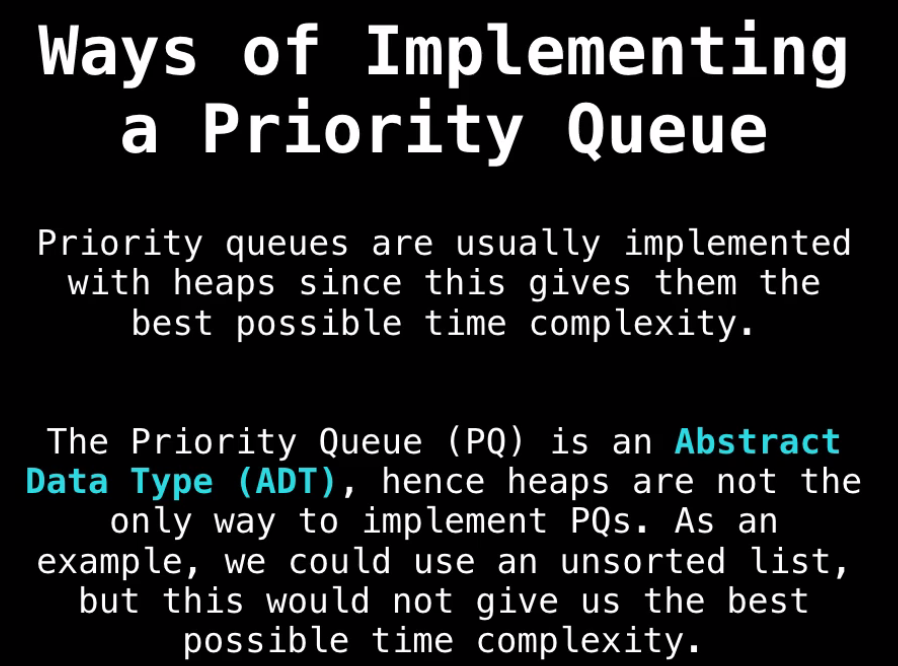 Ways of Implementing
a Priority Queue
Priority queues are usually implemented
with heaps since this gives them the
best possible time complexity.
The Priority Queue (PQ) is an Abstract
Data Type (ADT), hence heaps are not the
only way to implement PQs. As an
example, we could use an unsorted list,
but this would not give us the best
possible time complexity.